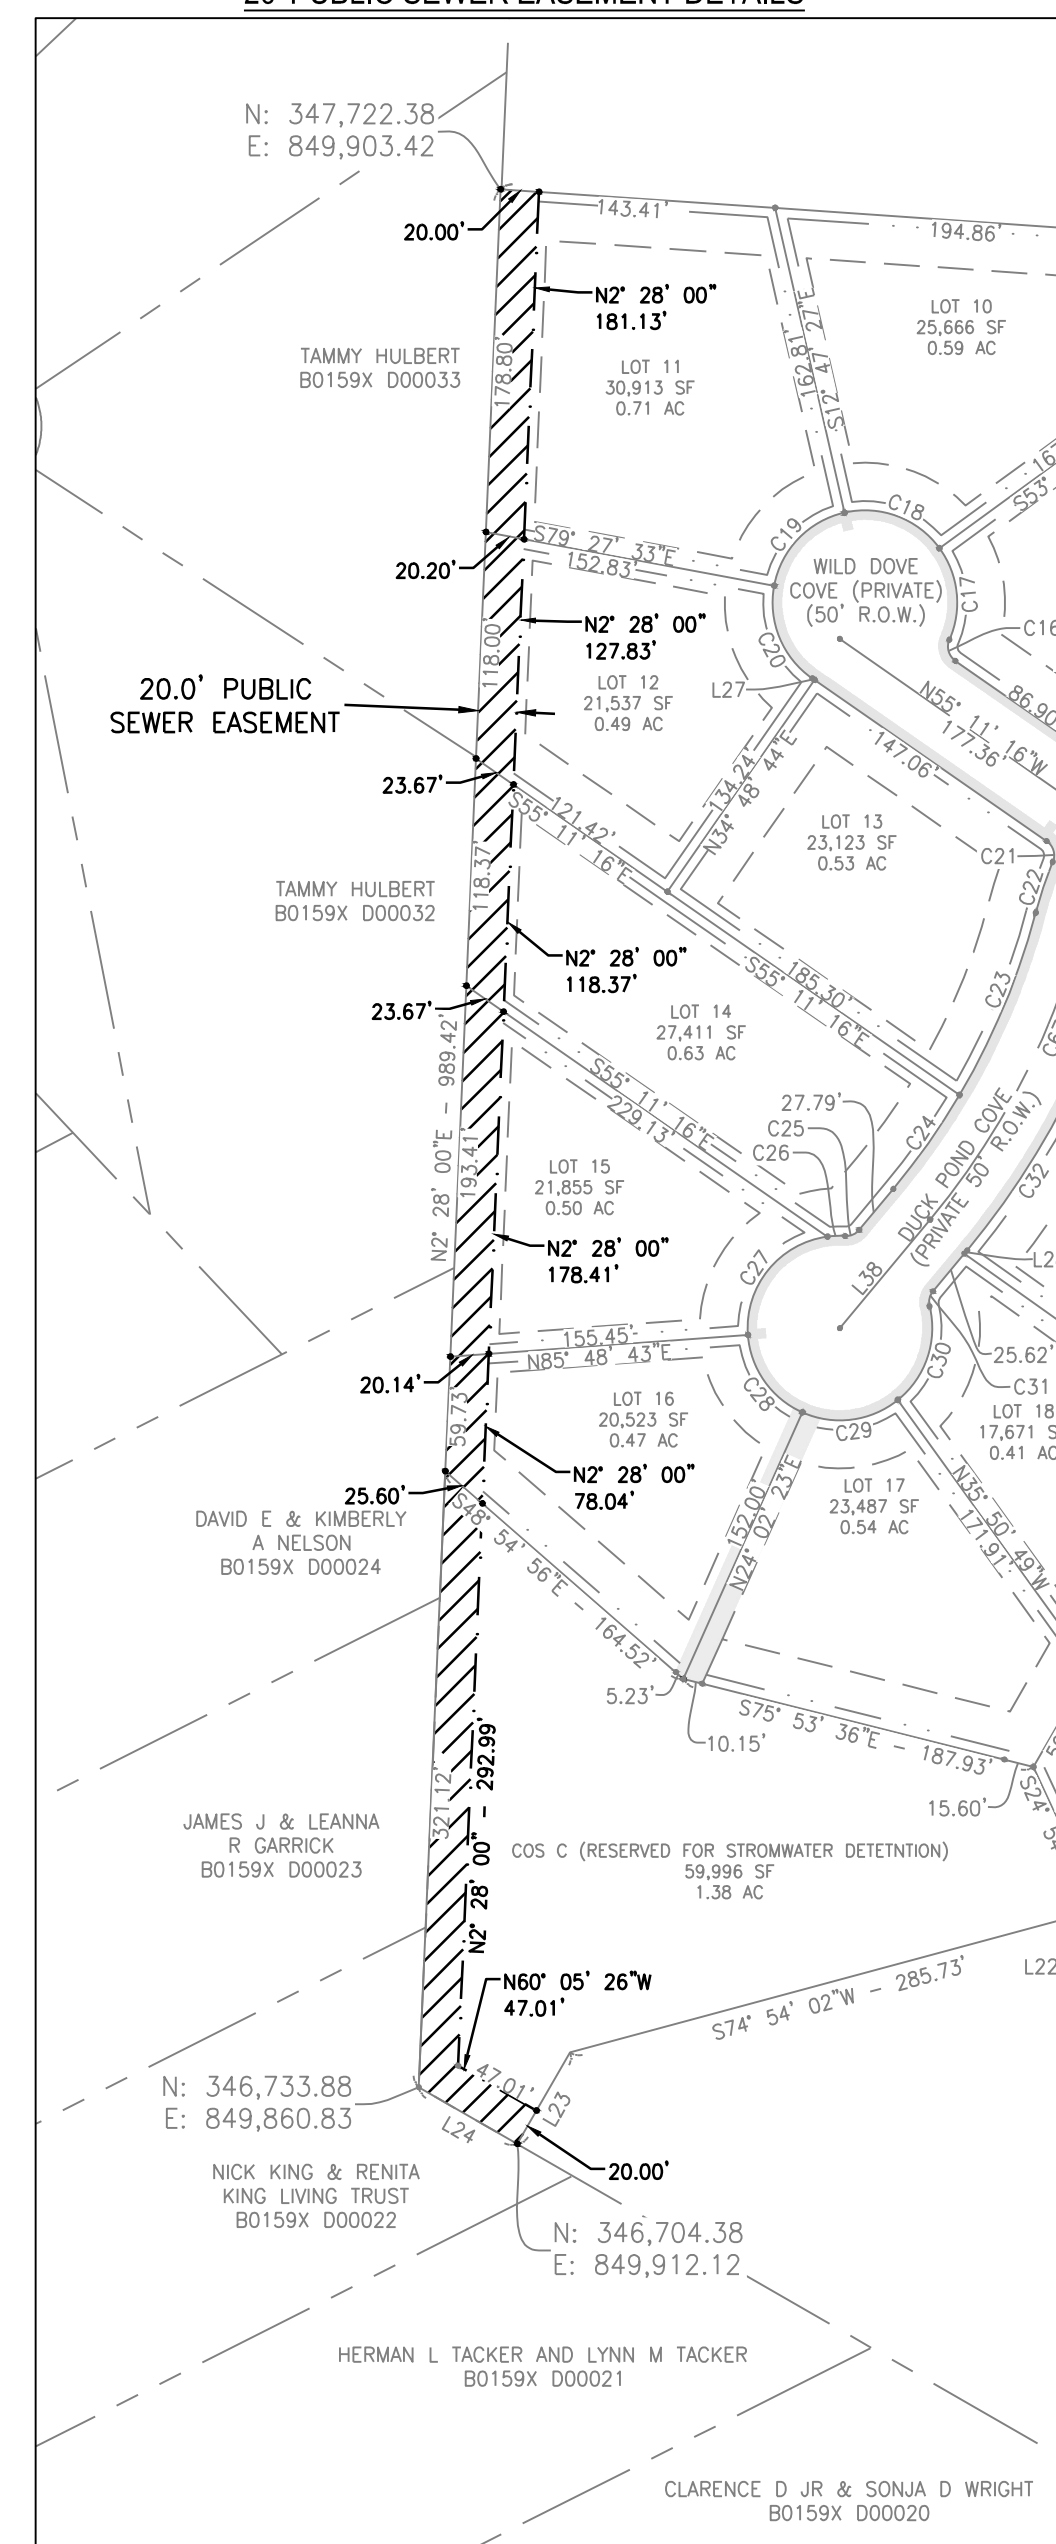 20' PUBLIC SEWER EASEMENT DETAILS
N: 347,722.38
E: 849,903.42
20.00'
143.41'
194.86'
N2° 28' 00"
181.13'
LOT 10
25,666 SF
0.59 AC
S12° 47' 27"E
162.81'
TAMMY HULBERT
B0159X D00033
178.80'
LOT 11
30,913 SF
0.71 AC
C18
C19
S53°
S79° 27' 33"E
152.83'
20.20'
WILD DOVE
COVE (PRIVATE)
(50' R.O.W.)
C17
C16
N2° 28' 00"
127.83'
118.00'
C20
L27
LOT 12
21,537 SF
0.49 AC
20.0' PUBLIC
SEWER EASEMENT
N55° 11' 16"W
177.36'
86.90
147.06'
23.67'
121.42'
S55° 11' 16"E
134.24'
N34° 48' 44"E
LOT 13
23,123 SF
0.53 AC
C21
C22
118.37'
TAMMY HULBERT
B0159X D00032
N2° 28' 00"
118.37'
185.30'
S55° 11' 16"E
C23
23.67'
LOT 14
27,411 SF
0.63 AC
N2° 28' 00"E - 989.42'
S55° 11' 16"E
229.13'
27.79'
C25
C26
C24
DUCK POND COVE
(PRIVATE 50' R.O.W.)
C32
193.41'
LOT 15
21,855 SF
0.50 AC
N2° 28' 00"
178.41'
C27
L38
155.45'
N85° 48' 43"E
20.14'
C30
25.62'
C31
59.73'
LOT 16
20,523 SF
0.47 AC
C28
C29
LOT 18
17,671 S
0.41 AC
N2° 28' 00"
78.04'
25.60'
S48° 54' 56"E - 164.52'
152.00'
N24° 02' 23"E
LOT 17
23,487 SF
0.54 AC
N35° 50' 49"W
171.91'
DAVID E & KIMBERLY
A NELSON
B0159X D00024
5.23'
10.15'
S75° 53' 36"E - 187.93'
15.60'
S24°
321.12'
N2° 28' 00" - 292.99'
JAMES J & LEANNA
R GARRICK
B0159X D00023
COS C (RESERVED FOR STROMWATER DETETNTION)
59,996 SF
1.38 AC
L22
S74° 54' 02"W - 285.73'
N60° 05' 26"W
47.01'
47.01'
N: 346,733.88
E: 849,860.83
L23
L24
20.00'
NICK KING & RENITA
KING LIVING TRUST
B0159X D00022
N: 346,704.38
E: 849,912.12
HERMAN L TACKER AND LYNN M TACKER
B0159X D00021
CLARENCE D JR & SONJA D WRIGHT
B0159X D00020